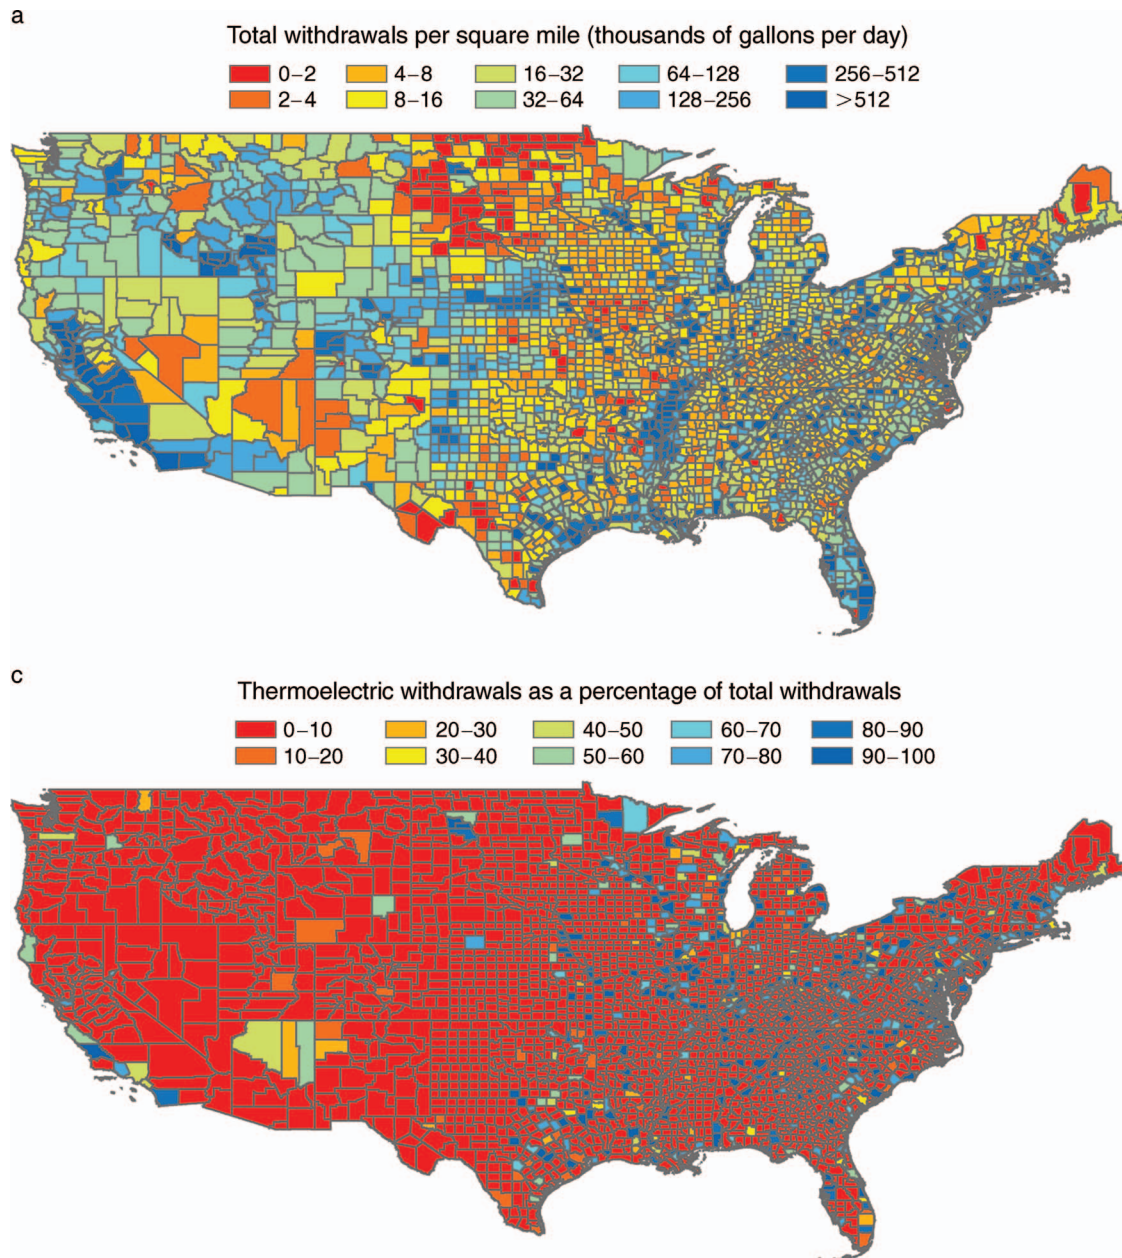 a
Total withdrawals per square mile (thousands of gallons per day)
0–2 4–8 16–32 64–128 256–512
2–4 8–16 32–64 128–256 >512
c
Thermoelectric withdrawals as a percentage of total withdrawals
0–10 20–30 40–50 60–70 80–90
10–20 30–40 50–60 70–80 90–100